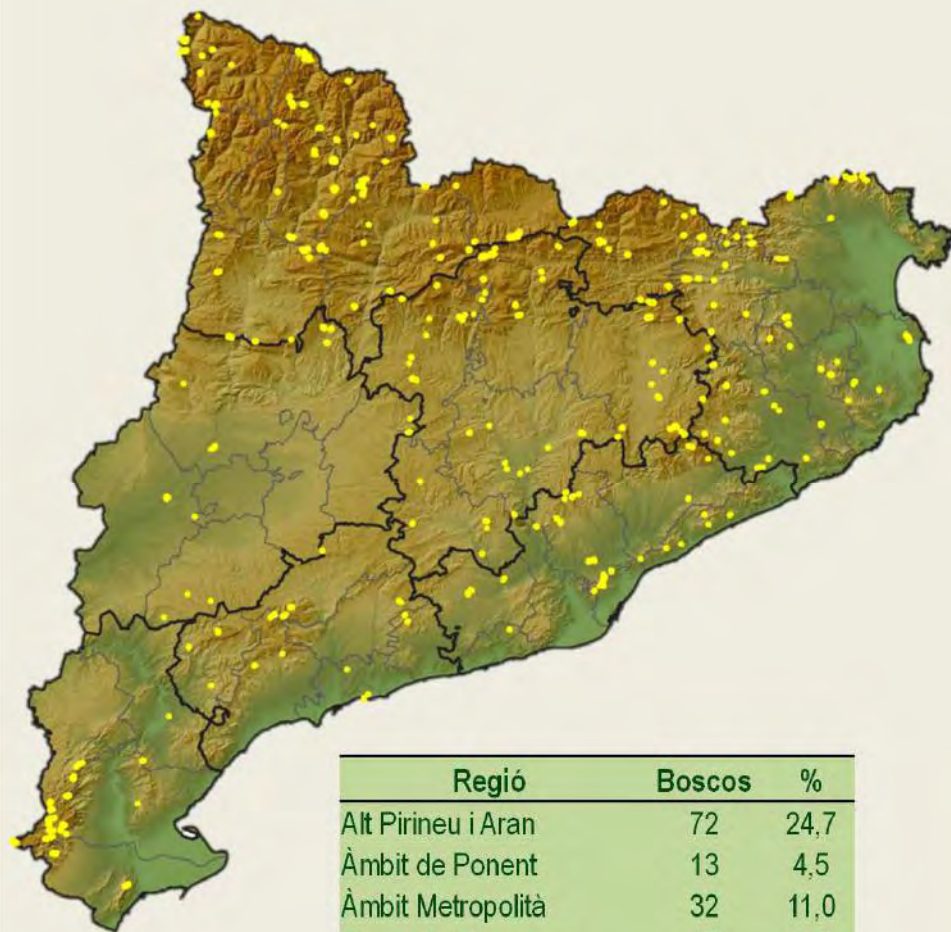 Regió Boscos %
Alt Pirineu i Aran 72 24,7
Àmbit de Ponent 13 4,5
Àmbit Metropolità 32 11,0